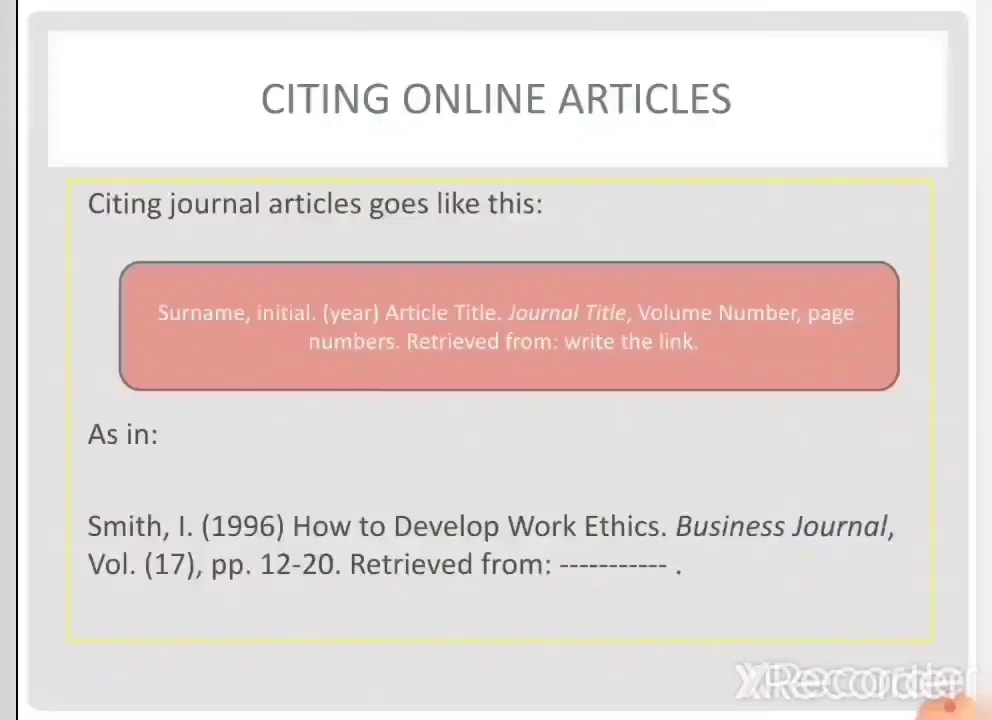 CITING ONLINE ARTICLES
Citing journal articles goes like this:
Surname, initial. (year) Article Title. Journal Title, Volume Number, page
numbers. Retrieved from: write the link.
As in:
Smith, I. (1996) How to Develop Work Ethics. Business Journal,
Vol. (17), pp. 12-20. Retrieved from: ----------- .
XRecorder